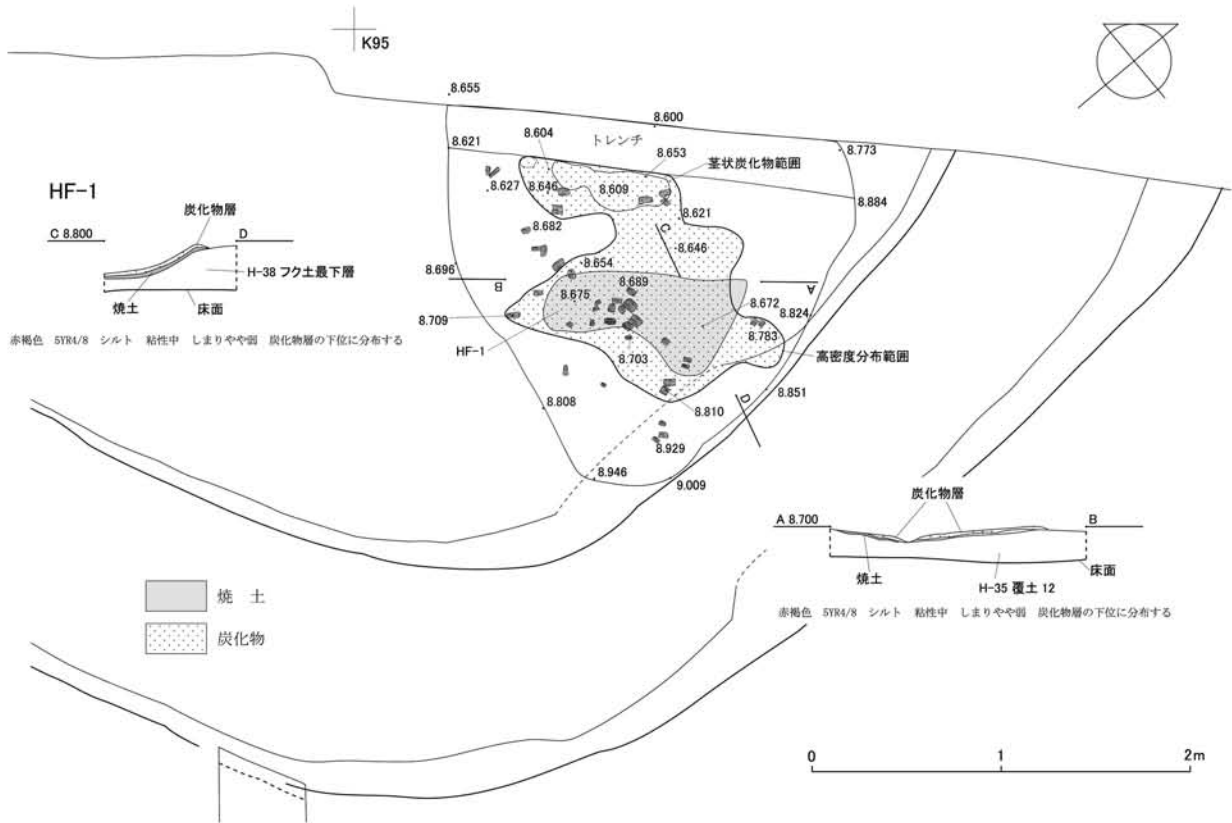 K95
8.655
8.600
トレンチ
8.604
8.621
8.653
8.773
茎状炭化物範囲
HF-1
8.627
8.646
8.609
8.884
炭化物層
8.621
C 8.800
D
8.682
C
8.646
H-38 フク土最下層
8.654
8.696
B
A
8.689
8.675
8.672
焼土
床面
8.824
8.709
8.783
赤褐色 5YR4/8 シルト 粘性中 しまりやや弱 炭化物層の下位に分布する
HF-1
8.703
高密度分布範囲
8.851
8.808
8.810
D
8.929
8.946
9.009
炭化物層
A 8.700
B
焼土
床面
H-35 覆土 12
赤褐色 5YR4/8 シルト 粘性中 しまりやや弱 炭化物層の下位に分布する
焼 土
炭化物
0
1
2m